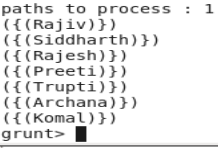 paths to process : 1
({(Rajiv)})
({(Siddharth)})
({(Rajesh)})
({(Preeti)})
({(Trupti)})
({(Archana)})
({(Komal)})
grunt>